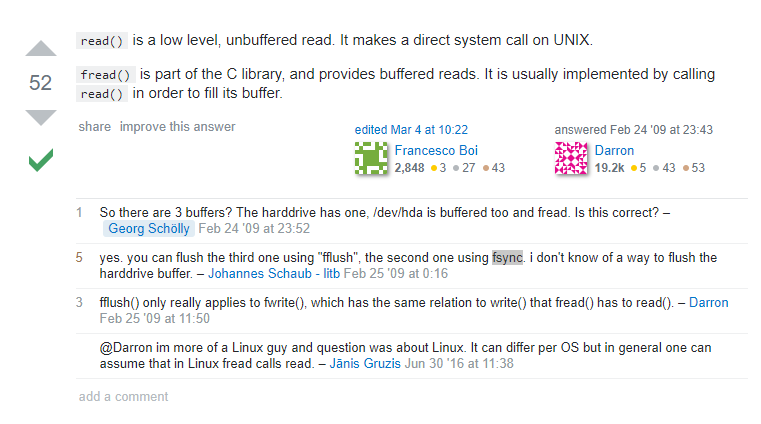 read() is a low level, unbuffered read. It makes a direct system call on UNIX.
52
fread() is part of the C library, and provides buffered reads. It is usually implemented by calling
read() in order to fill its buffer.
share improve this answer
edited Mar 4 at 10:22
Francesco Boi
2,848 3 27 43
answered Feb 24 '09 at 23:43
Darron
19.2k 5 43 53
1 So there are 3 buffers? The harddrive has one, /dev/hda is buffered too and fread. Is this correct? –
Georg Schölly Feb 24 '09 at 23:52
5 yes. you can flush the third one using "fflush", the second one using fsync. i don't know of a way to flush the
harddrive buffer. – Johannes Schaub - litb Feb 25 '09 at 0:16
3 fflush() only really applies to fwrite(), which has the same relation to write() that fread() has to read(). – Darron
Feb 25 '09 at 11:50
@Darron im more of a Linux guy and question was about Linux. It can differ per OS but in general one can
assume that in Linux fread calls read. – Jānis Gruzis Jun 30 '16 at 11:38
add a comment